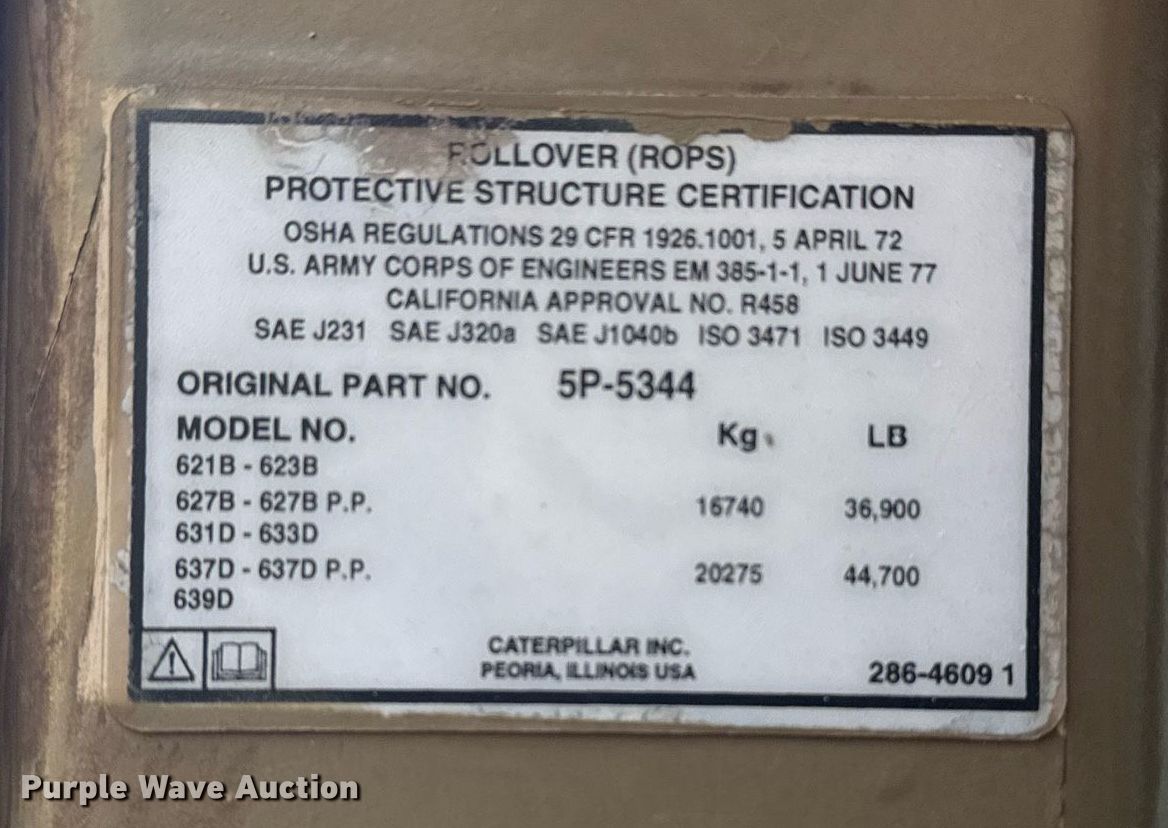 ROLLOVER (ROPS)
PROTECTIVE STRUCTURE CERTIFICATION
OSHA REGULATIONS 29 CFR 1926.1001, 5 APRIL 72
U.S. ARMY CORPS OF ENGINEERS EM 385-1-1, 1 JUNE 77
CALIFORNIA APPROVAL NO. R458
SAE J231 SAE J320a SAE J1040b ISO 3471 ISO 3449
ORIGINAL PART NO. 5P-5344
MODEL NO. Kg LB
621B - 623B
627B - 627B P.P. 16740 36,900
631D - 633D
637D - 637D P.P. 20275 44,700
639D
CATERPILLAR INC.
PEORIA, ILLINOIS USA
286-4609 1
Purple Wave Auction